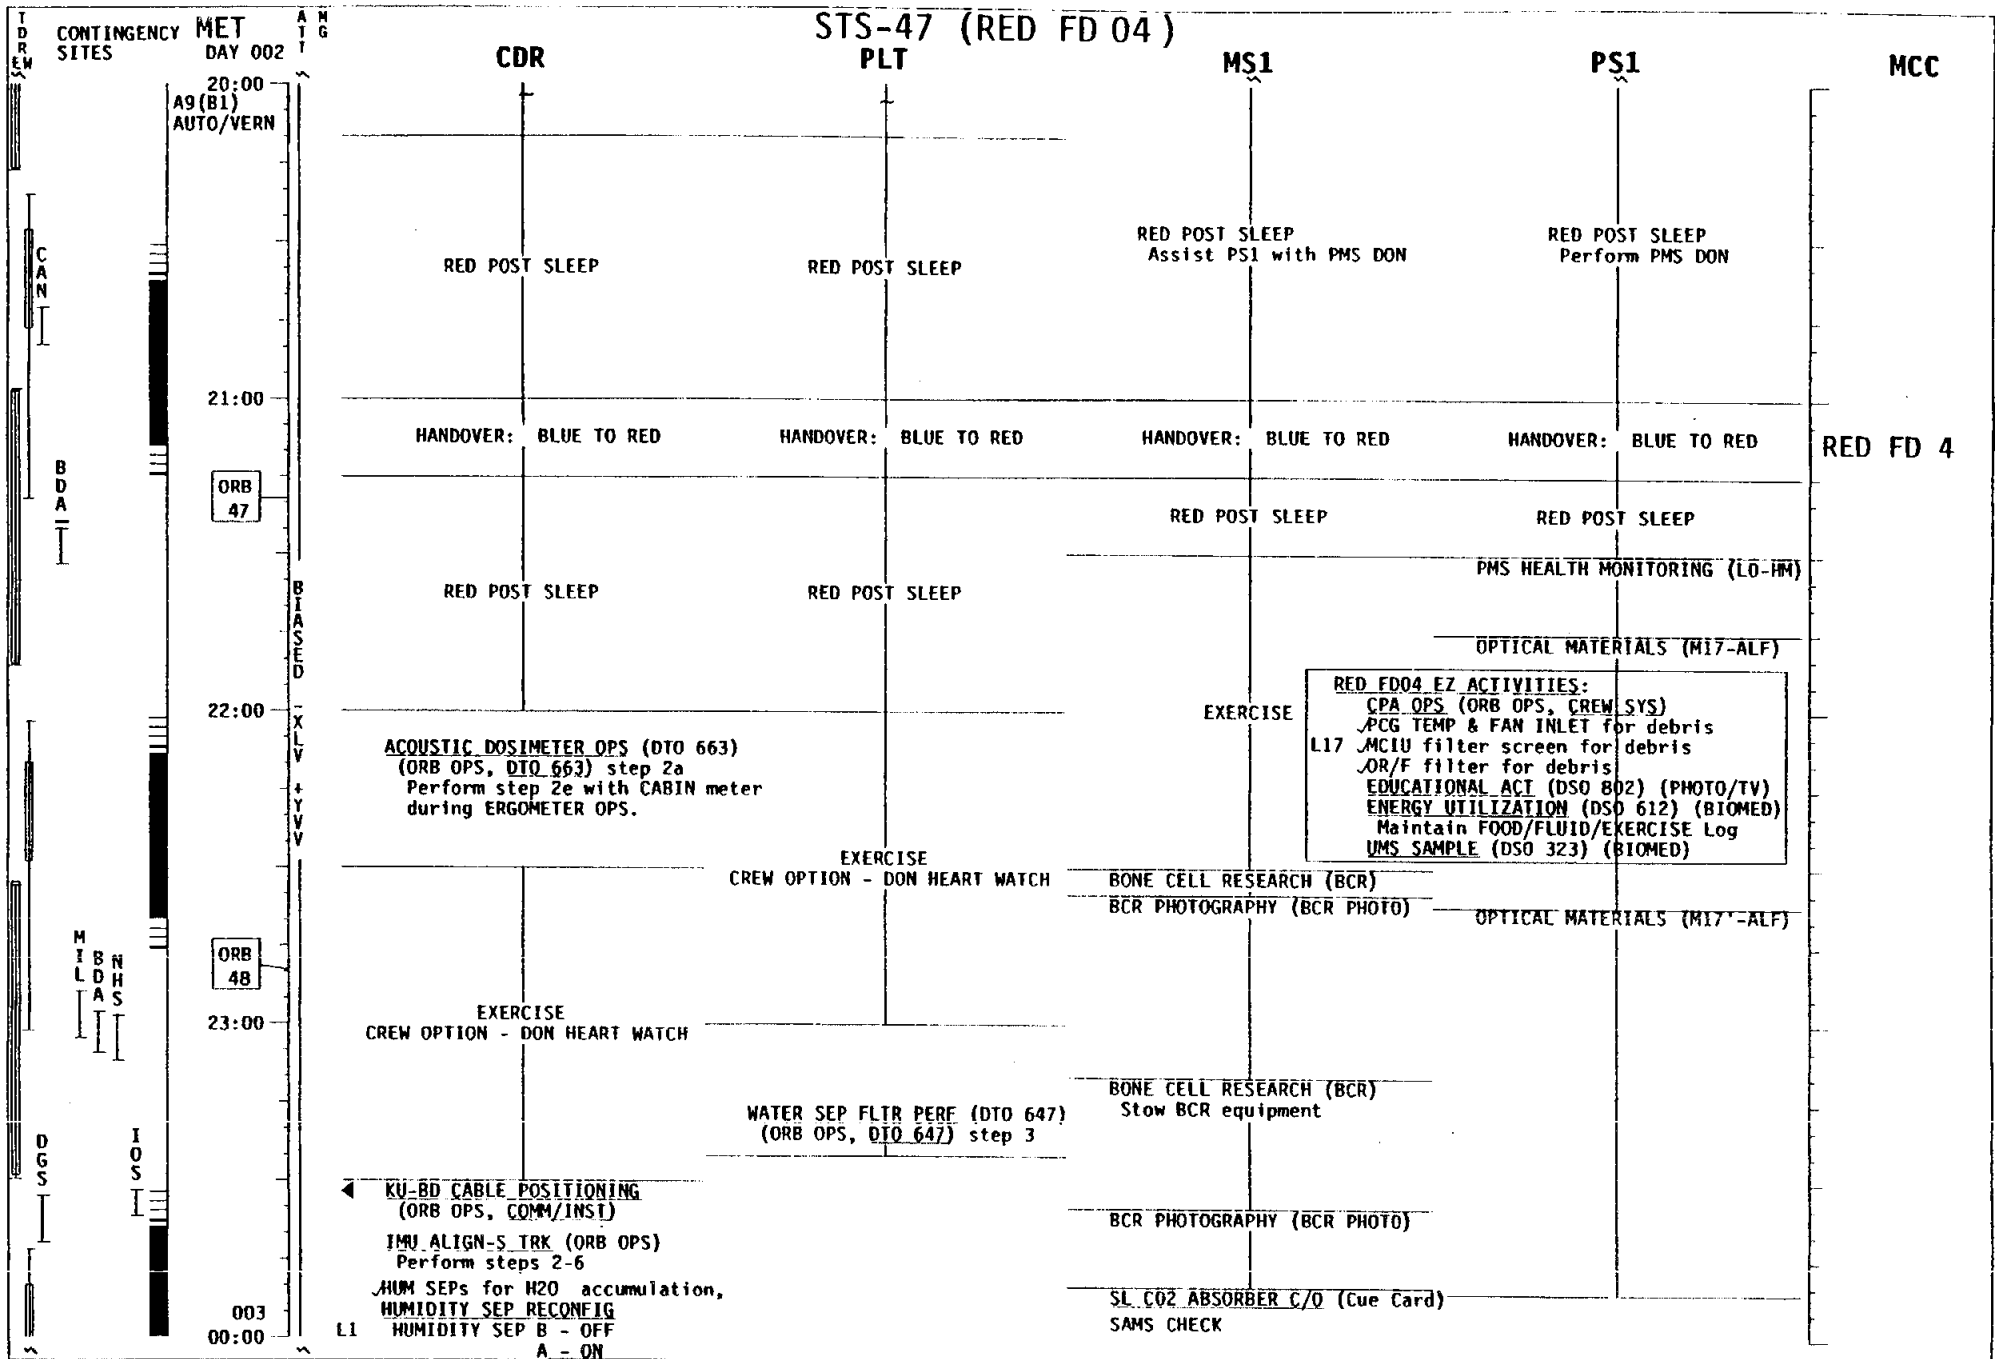 STS-47 (RED FD 04)
TDRS
E W
CONTINGENCY SITES
MET
DAY 002
ATT
MG
CDR
PLT
MS1
PS1
MCC
20:00
A9(B1)
AUTO/VERN
CAN
RED POST SLEEP
RED POST SLEEP
RED POST SLEEP
Assist PS1 with PMS DON
RED POST SLEEP
Perform PMS DON
21:00
HANDOVER: BLUE TO RED
HANDOVER: BLUE TO RED
HANDOVER: BLUE TO RED
HANDOVER: BLUE TO RED
RED FD 4
BDA
ORB
47
RED POST SLEEP
RED POST SLEEP
PMS HEALTH MONITORING (LO-HM)
BIASED -XLV +YVV
RED POST SLEEP
RED POST SLEEP
OPTICAL MATERIALS (M17-ALF)
22:00
EXERCISE
RED FD04 EZ ACTIVITIES:
CPA OPS (ORB OPS, CREW SYS)
✓PCG TEMP & FAN INLET for debris
L17 ✓MCIU filter screen for debris
✓OR/F filter for debris
EDUCATIONAL ACT (DSO 802) (PHOTO/TV)
ENERGY UTILIZATION (DSO 612) (BIOMED)
Maintain FOOD/FLUID/EXERCISE Log
UMS SAMPLE (DSO 323) (BIOMED)
ACOUSTIC DOSIMETER OPS (DTO 663)
(ORB OPS, DTO 663) step 2a
Perform step 2e with CABIN meter
during ERGOMETER OPS.
EXERCISE
CREW OPTION - DON HEART WATCH
BONE CELL RESEARCH (BCR)
BCR PHOTOGRAPHY (BCR PHOTO)
OPTICAL MATERIALS (M17'-ALF)
MIL
BDA
NHS
ORB
48
23:00
EXERCISE
CREW OPTION - DON HEART WATCH
BONE CELL RESEARCH (BCR)
Stow BCR equipment
WATER SEP FLTR PERF (DTO 647)
(ORB OPS, DTO 647) step 3
DGS
IOS
KU-BD CABLE POSITIONING
(ORB OPS, COMM/INST)
BCR PHOTOGRAPHY (BCR PHOTO)
IMU ALIGN-S TRK (ORB OPS)
Perform steps 2-6
✓HUM SEPs for H2O accumulation,
HUMIDITY SEP RECONFIG
L1 HUMIDITY SEP B - OFF
A - ON
SL CO2 ABSORBER C/O (Cue Card)
SAMS CHECK
003
00:00